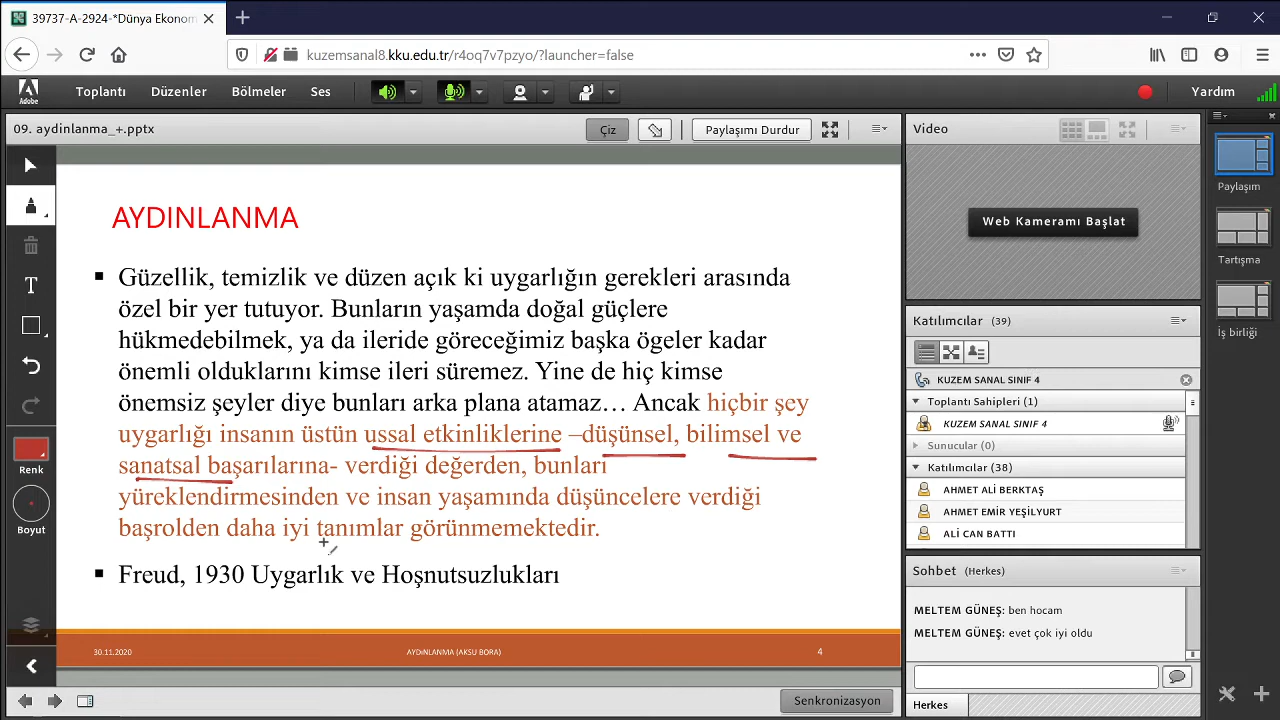 39737-A-2924-*Dünya Ekonom
kuzemsanal8.kku.edu.tr/r4oq7v7pzyo/?launcher=false
Adobe
Toplantı
Düzenler
Bölmeler
Ses
Yardım
09. aydinlanma_+.pptx
Çiz
Paylaşımı Durdur
AYDINLANMA
Güzellik, temizlik ve düzen açık ki uygarlığın gerekleri arasında
özel bir yer tutuyor. Bunların yaşamda doğal güçlere
hükmedebilmek, ya da ileride göreceğimiz başka ögeler kadar
önemli olduklarını kimse ileri süremez. Yine de hiç kimse
önemsiz şeyler diye bunları arka plana atamaz… Ancak hiçbir şey
uygarlığı insanın üstün ussal etkinliklerine –düşünsel, bilimsel ve
sanatsal başarılarına- verdiği değerden, bunları
yüreklendirmesinden ve insan yaşamında düşüncelere verdiği
başrolden daha iyi tanımlar görünmemektedir.
Freud, 1930 Uygarlık ve Hoşnutsuzlukları
30.11.2020
AYDıNLANMA (AKSU BORA)
4
Renk
Boyut
Senkronizasyon
Video
Web Kameramı Başlat
Katılımcılar (39)
KUZEM SANAL SINIF 4
Toplantı Sahipleri (1)
KUZEM SANAL SINIF 4
Sunucular (0)
Katılımcılar (38)
AHMET ALİ BERKTAŞ
AHMET EMİR YEŞİLYURT
ALİ CAN BATTI
Sohbet (Herkes)
MELTEM GÜNEŞ: ben hocam
MELTEM GÜNEŞ: evet çok iyi oldu
Herkes
Paylaşım
Tartışma
İş birliği